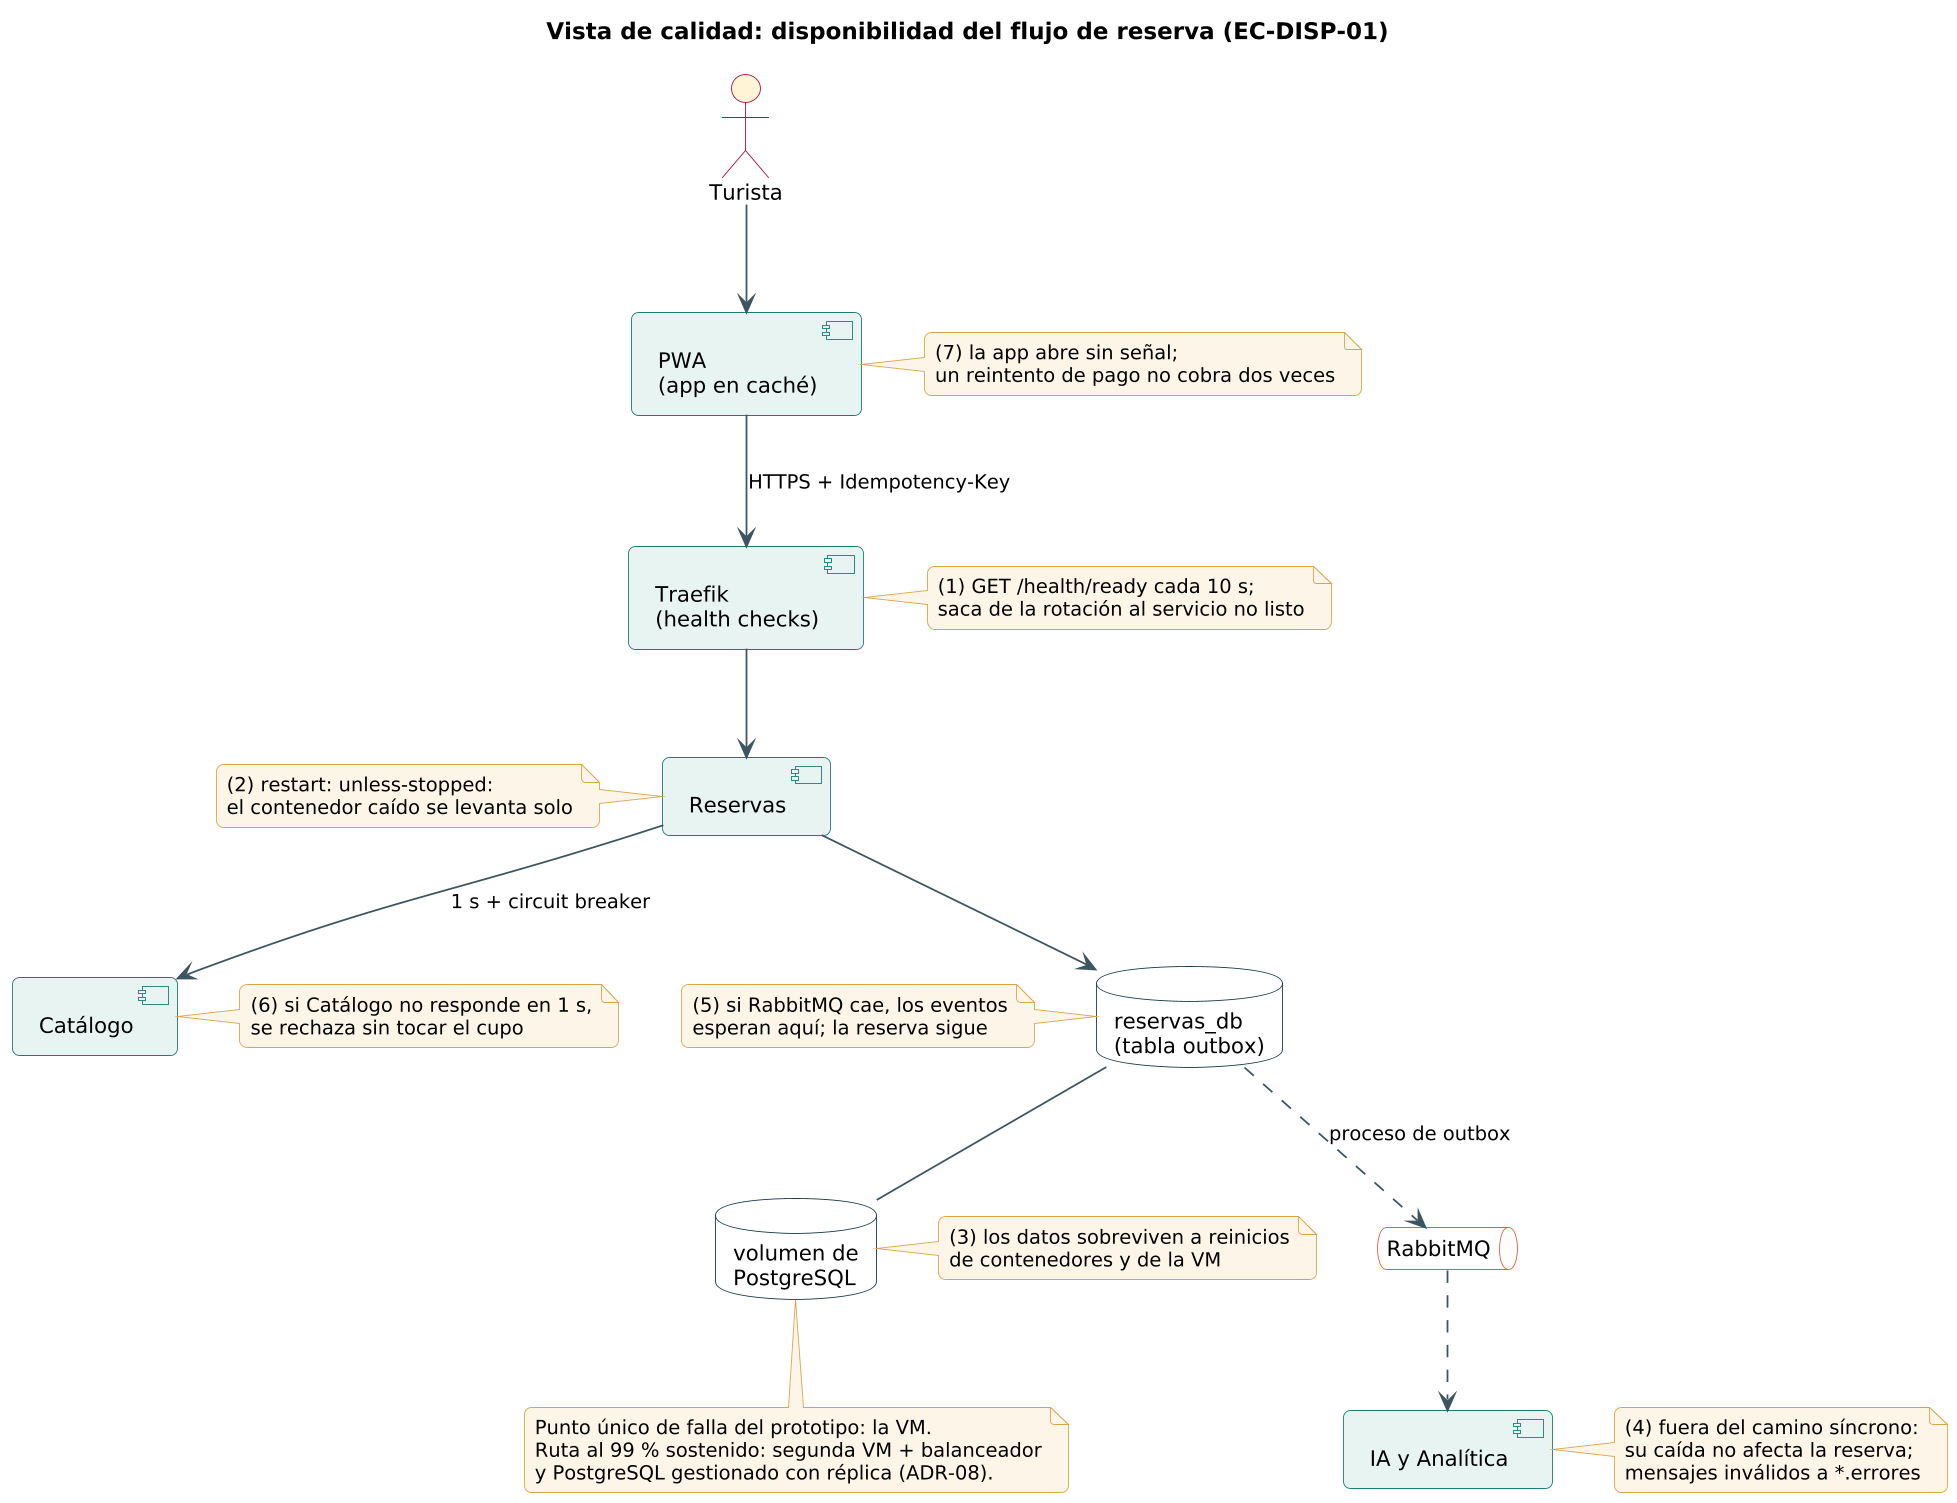 Vista de calidad: disponibilidad del flujo de reserva (EC-DISP-01)
Turista
PWA
(app en caché)
(7) la app abre sin señal;
un reintento de pago no cobra dos veces
HTTPS + Idempotency-Key
Traefik
(health checks)
(1) GET /health/ready cada 10 s;
saca de la rotación al servicio no listo
(2) restart: unless-stopped:
el contenedor caído se levanta solo
Reservas
1 s + circuit breaker
Catálogo
(6) si Catálogo no responde en 1 s,
se rechaza sin tocar el cupo
(5) si RabbitMQ cae, los eventos
esperan aquí; la reserva sigue
reservas_db
(tabla outbox)
proceso de outbox
volumen de
PostgreSQL
(3) los datos sobreviven a reinicios
de contenedores y de la VM
RabbitMQ
Punto único de falla del prototipo: la VM.
Ruta al 99 % sostenido: segunda VM + balanceador
y PostgreSQL gestionado con réplica (ADR-08).
IA y Analítica
(4) fuera del camino síncrono:
su caída no afecta la reserva;
mensajes inválidos a *.errores